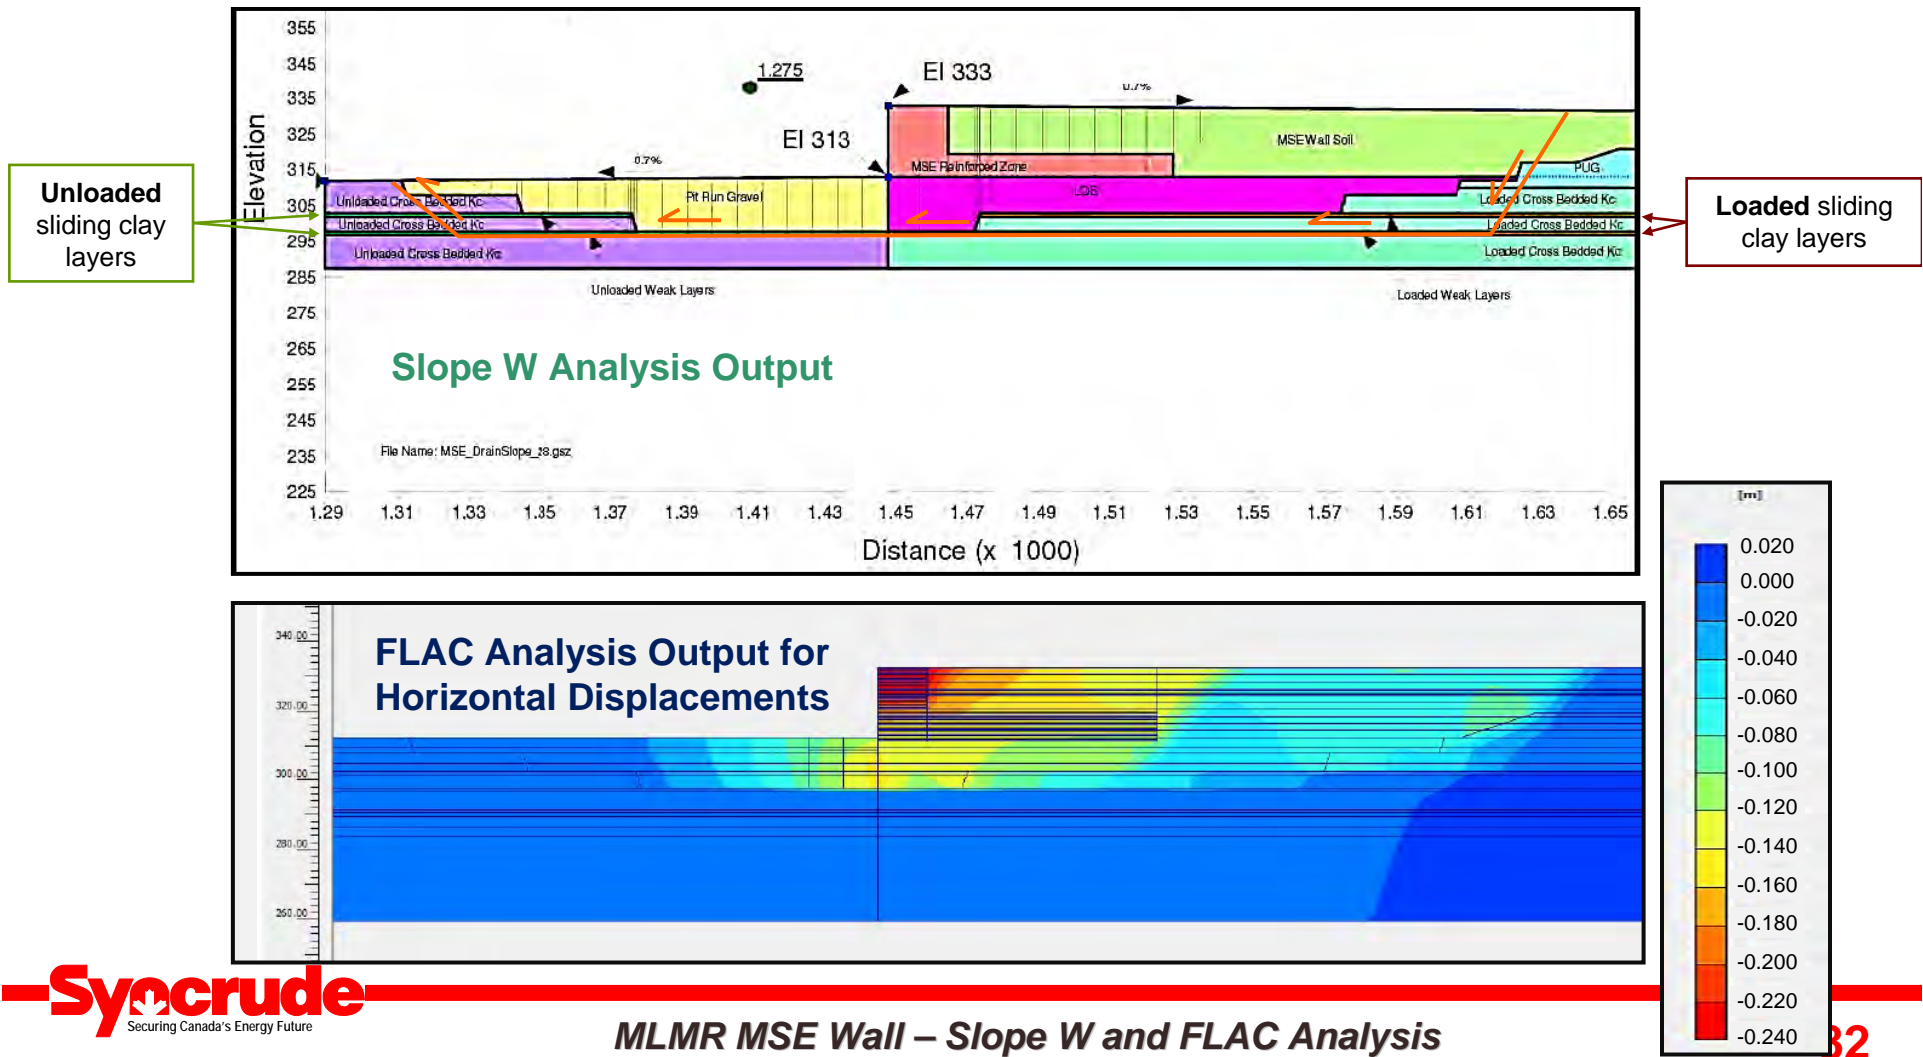 355
345
335
325
315
305
295
285
275
265
255
245
235
225
Elevation
1.275
El 333
0.7%
El 313
0.7%
MSE Wall Soil
MSE Reinforced Zone
PUG
LOS
Pit Run Gravel
Unloaded Cross Bedded Kc
Unloaded Cross Bedded Kc
Unloaded Cross Bedded Kc
Loaded Cross Bedded Kc
Loaded Cross Bedded Kc
Loaded Cross Bedded Kc
Unloaded Weak Layers
Loaded Weak Layers
Unloaded
sliding clay
layers
Loaded sliding
clay layers
Slope W Analysis Output
File Name: MSE_DrainSlope_28.gsz
1.29 1.31 1.33 1.35 1.37 1.39 1.41 1.43 1.45 1.47 1.49 1.51 1.53 1.55 1.57 1.59 1.61 1.63 1.65
Distance (x 1000)
FLAC Analysis Output for
Horizontal Displacements
340.00
320.00
300.00
280.00
260.00
[m]
0.020
0.000
-0.020
-0.040
-0.060
-0.080
-0.100
-0.120
-0.140
-0.160
-0.180
-0.200
-0.220
-0.240
Syncrude
Securing Canada's Energy Future
MLMR MSE Wall – Slope W and FLAC Analysis
32